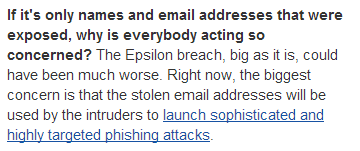 If it's only names and email addresses that were
exposed, why is everybody acting so
concerned? The Epsilon breach, big as it is, could
have been much worse. Right now, the biggest
concern is that the stolen email addresses will be
used by the intruders to launch sophisticated and
highly targeted phishing attacks.